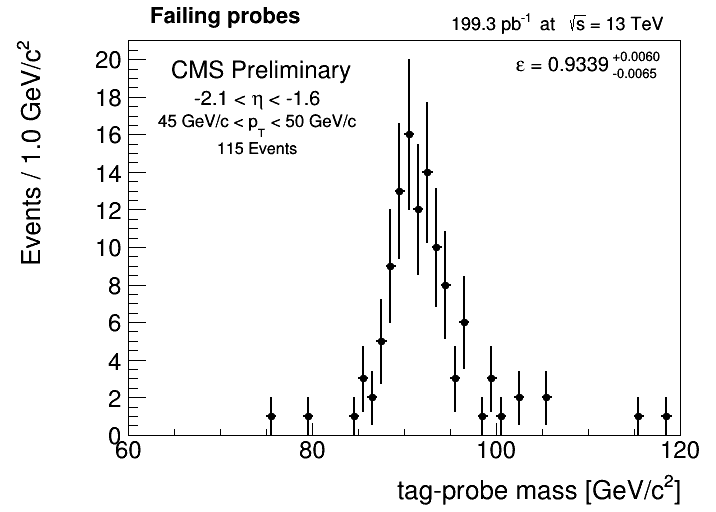 Failing probes
199.3 pb⁻¹ at √s = 13 TeV
CMS Preliminary
-2.1 < η < -1.6
45 GeV/c < p_T < 50 GeV/c
115 Events
ε = 0.9339 +0.0060 -0.0065
Events / 1.0 GeV/c²
20
18
16
14
12
10
8
6
4
2
0
60 80 100 120
tag-probe mass [GeV/c²]